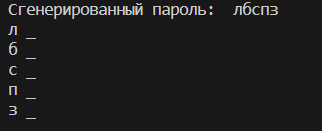 Сгенерированный пароль:  лбспз
л _
б _
с _
п _
з _